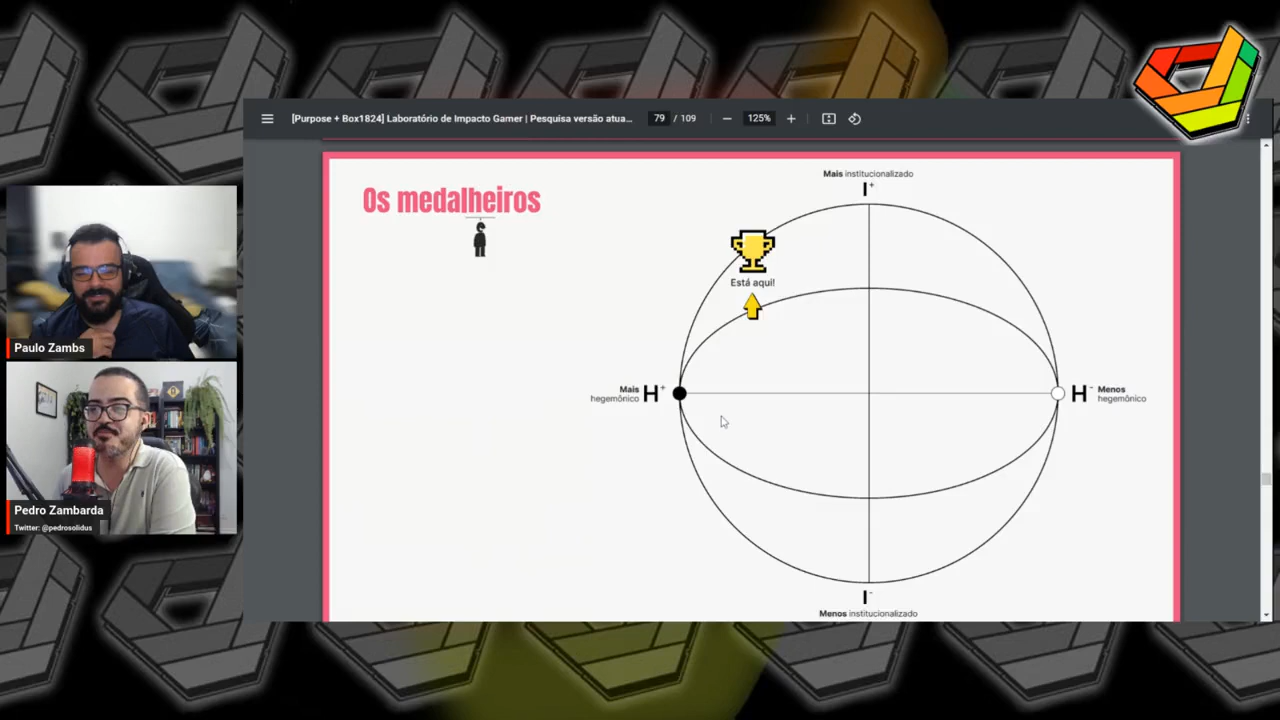 [Purpose + Box1824] Laboratório de Impacto Gamer | Pesquisa versão atua...
79 / 109
125%
Os medalheiros
Mais institucionalizado
I+
Está aqui!
Mais
hegemônico
H+
H-
Menos
hegemônico
I-
Menos institucionalizado
Paulo Zambs
Pedro Zambarda
Twitter: @pedrosolidus